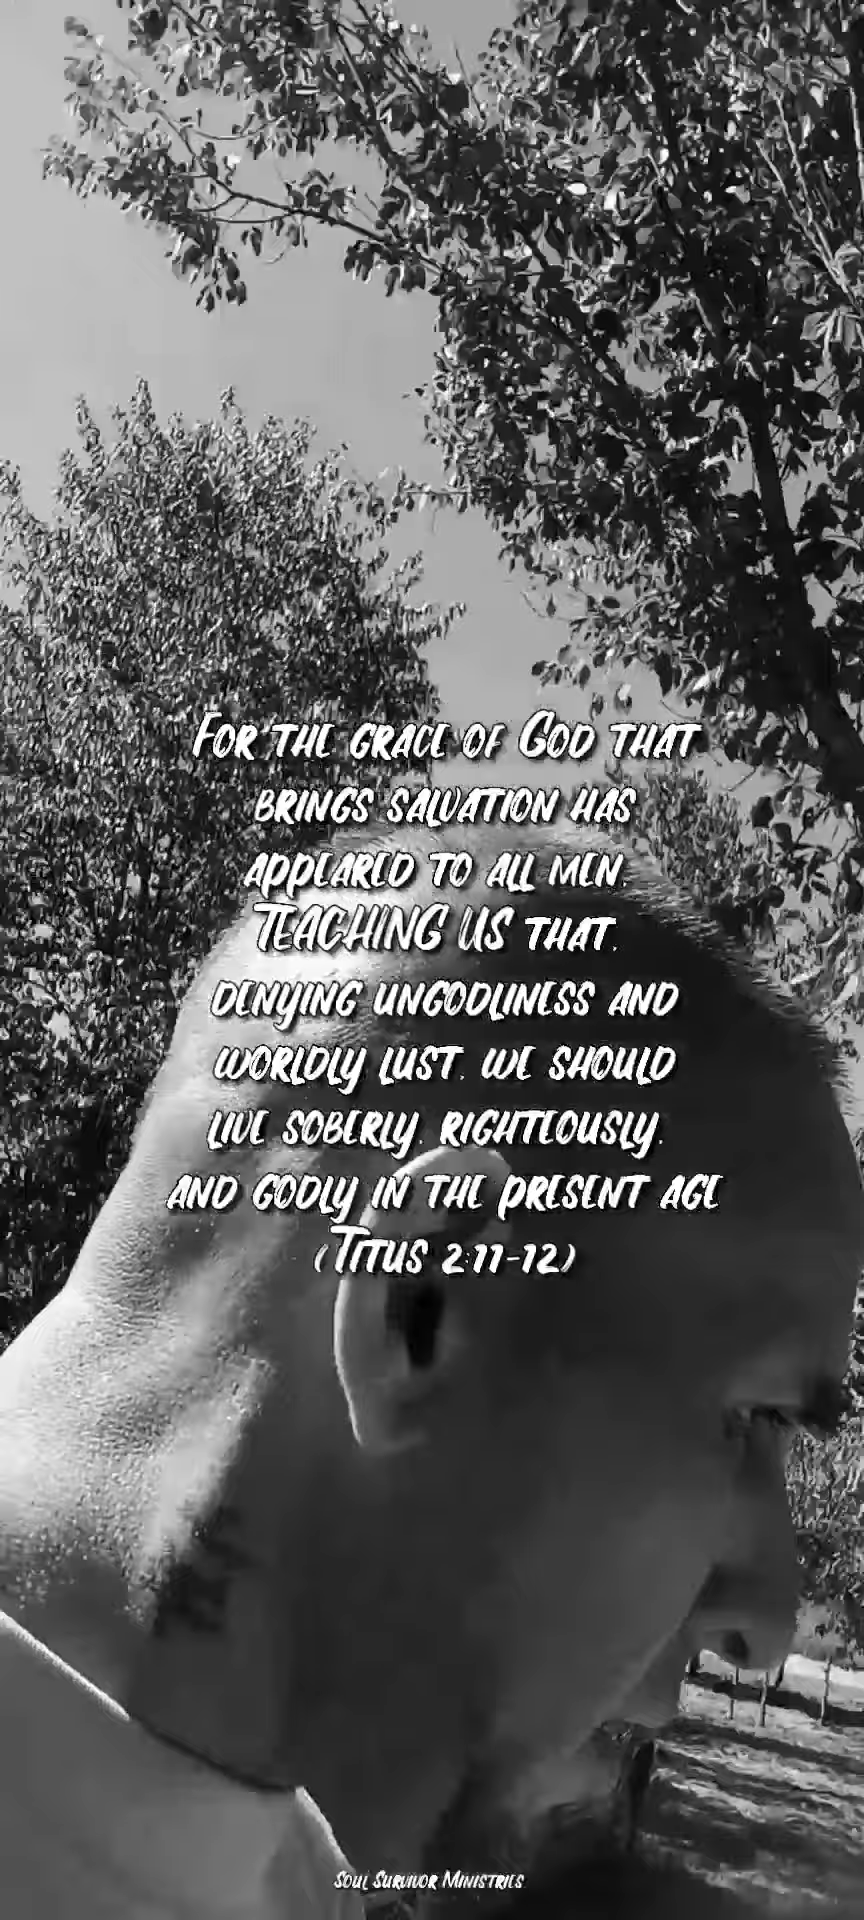 For the grace of God that
brings salvation has
appeared to all men,
TEACHING US that,
denying ungodliness and
worldly lust, we should
live soberly, righteously,
and godly in the present age
(Titus 2:11-12)
Soul Survivor Ministries